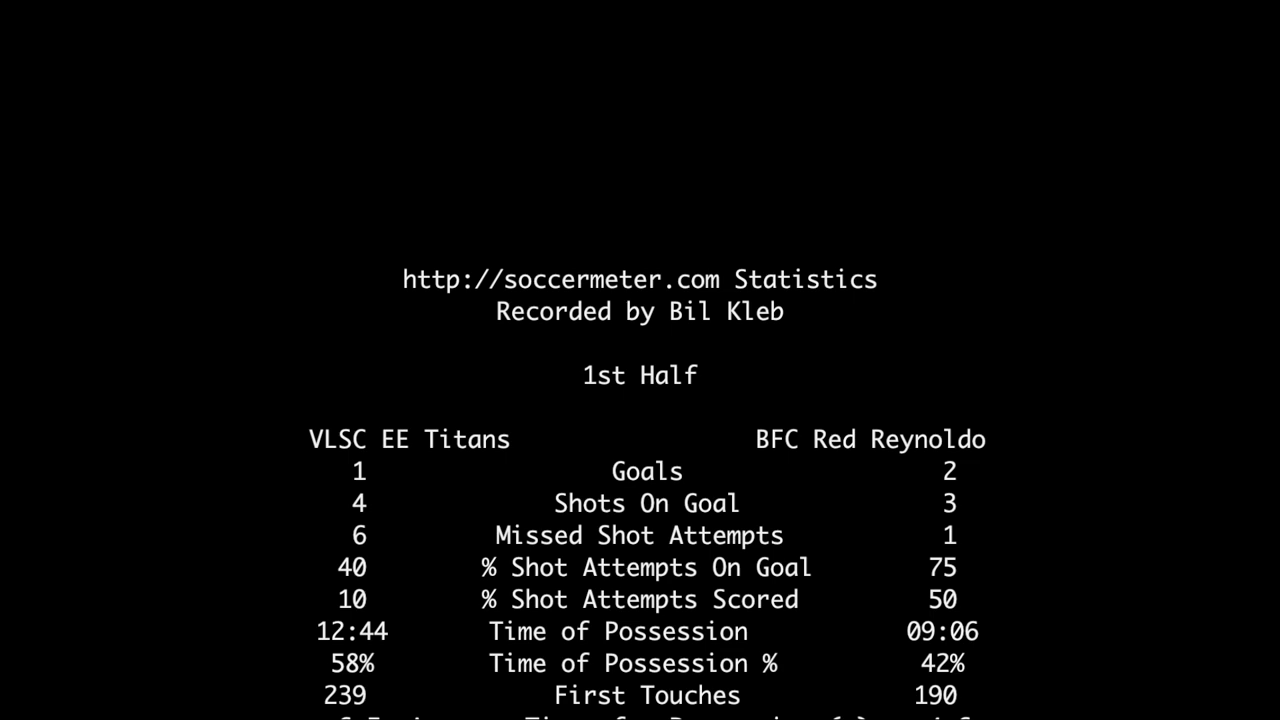 http://soccermeter.com Statistics
Recorded by Bil Kleb
1st Half
VLSC EE Titans BFC Red Reynoldo
1 Goals 2
4 Shots On Goal 3
6 Missed Shot Attempts 1
40 % Shot Attempts On Goal 75
10 % Shot Attempts Scored 50
12:44 Time of Possession 09:06
58% Time of Possession % 42%
239 First Touches 190